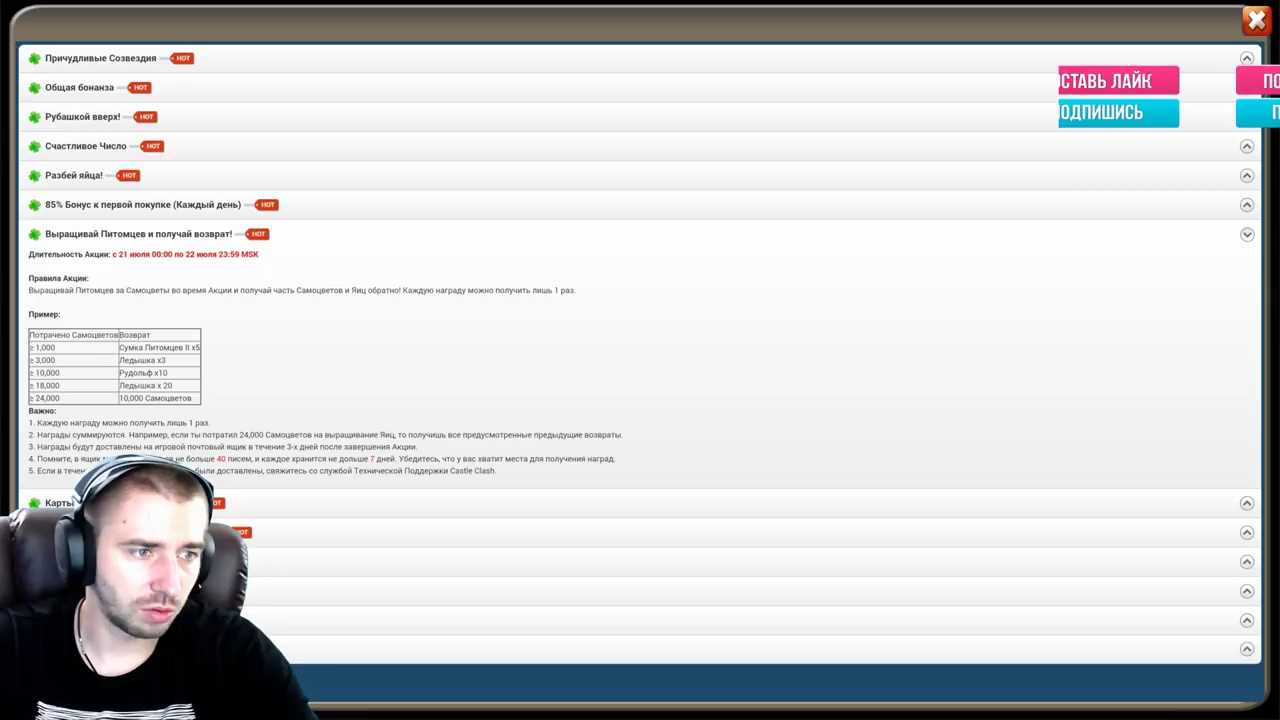 Причудливые Созвездия HOT
ОСТАВЬ ЛАЙК ПО
Общая бонанза HOT
ПОДПИШИСЬ П
Рубашкой вверх! HOT
Счастливое Число HOT
Разбей яйца! HOT
85% Бонус к первой покупке (Каждый день) HOT
Выращивай Питомцев и получай возврат! HOT
Длительность Акции: с 21 июля 00:00 по 22 июля 23:59 MSK
Правила Акции:
Выращивай Питомцев за Самоцветы во время Акции и получай часть Самоцветов и Яиц обратно! Каждую награду можно получить лишь 1 раз.
Пример:
Потрачено Самоцветов Возврат
≥ 1,000 Сумка Питомцев II x5
≥ 3,000 Ледышка x3
≥ 10,000 Рудольф x10
≥ 18,000 Ледышка x 20
≥ 24,000 10,000 Самоцветов
Важно:
1. Каждую награду можно получить лишь 1 раз.
2. Награды суммируются. Например, если ты потратил 24,000 Самоцветов на выращивание Яиц, то получишь все предусмотренные предыдущие возвраты.
3. Награды будут доставлены на игровой почтовый ящик в течение 3-х дней после завершения Акции.
4. Помните, в ящик не больше 40 писем, и каждое хранится не дольше 7 дней. Убедитесь, что у вас хватит места для получения наград.
5. Если в течен были доставлены, свяжитесь со службой Технической Поддержки Castle Clash.
Карты HOT
HOT